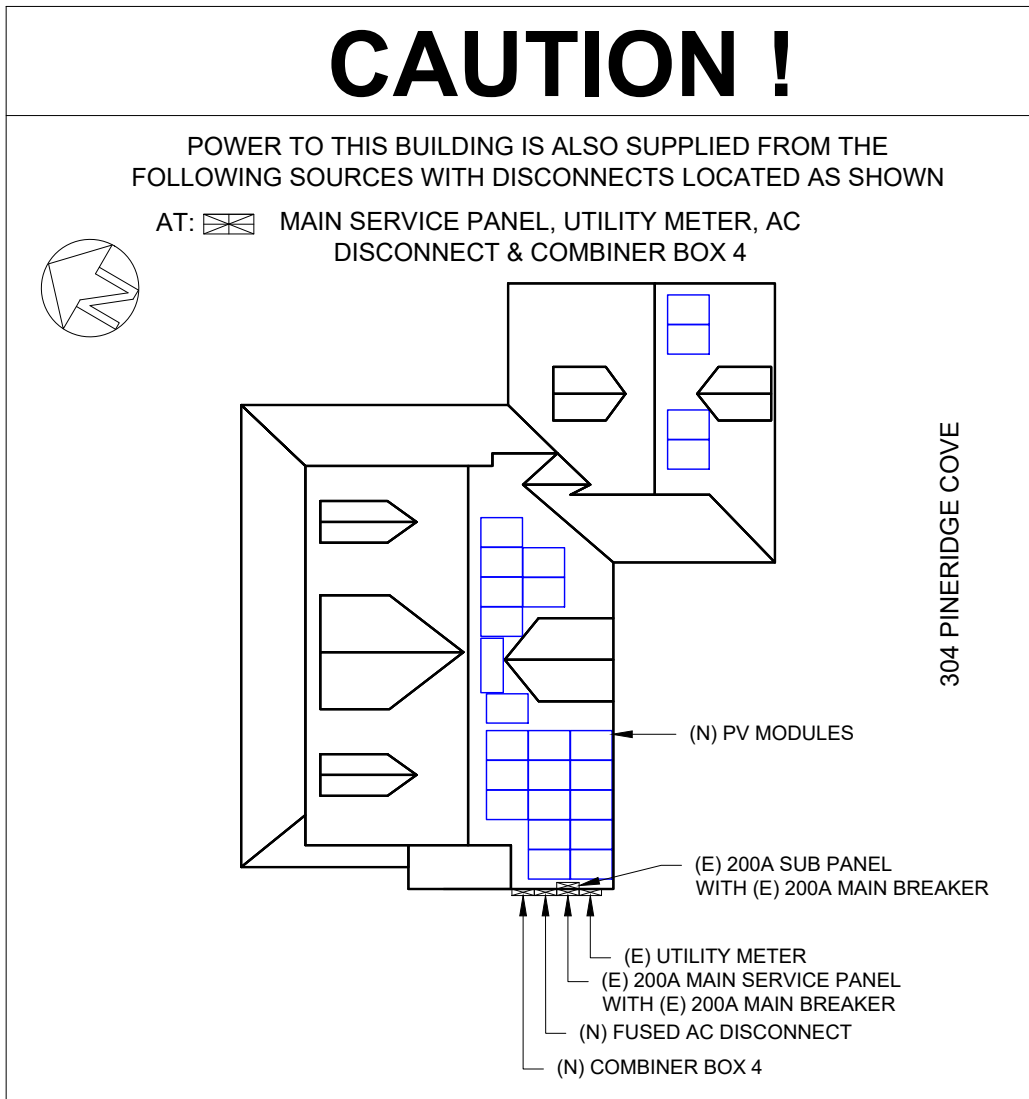 CAUTION !
POWER TO THIS BUILDING IS ALSO SUPPLIED FROM THE
FOLLOWING SOURCES WITH DISCONNECTS LOCATED AS SHOWN
AT: MAIN SERVICE PANEL, UTILITY METER, AC
DISCONNECT & COMBINER BOX 4
304 PINERIDGE COVE
(N) PV MODULES
(E) 200A SUB PANEL
WITH (E) 200A MAIN BREAKER
(E) UTILITY METER
(E) 200A MAIN SERVICE PANEL
WITH (E) 200A MAIN BREAKER
(N) FUSED AC DISCONNECT
(N) COMBINER BOX 4